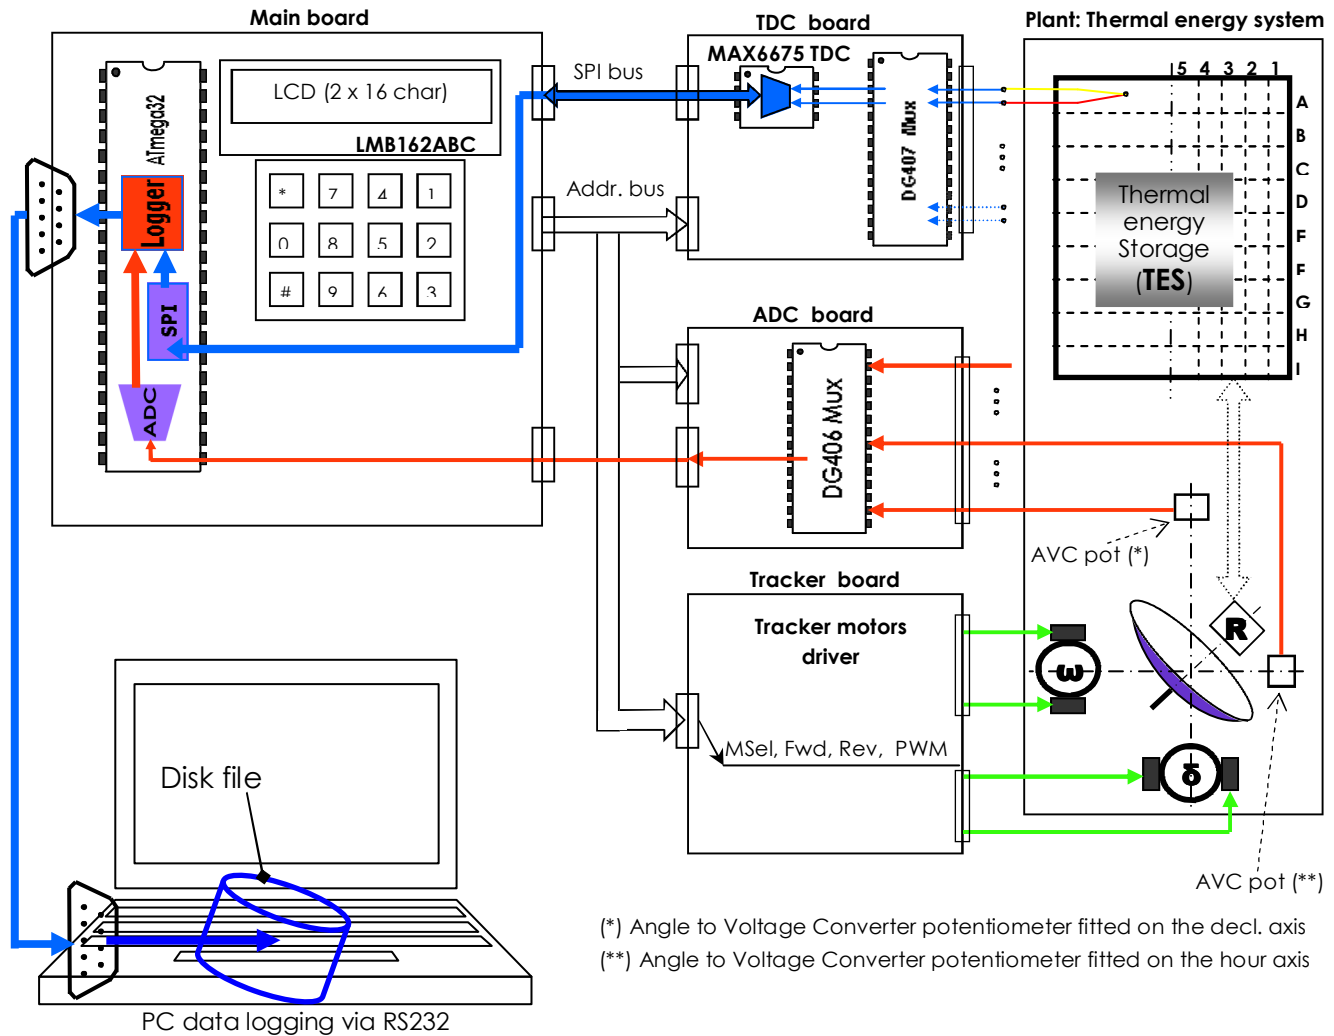 Main board
TDC  board
Plant: Thermal energy system
LCD (2 x 16 char)
LMB162ABC
ATmega32
Logger
SPI
ADC
* 7 4 1
0 8 5 2
# 9 6 3
SPI bus
Addr. bus
MAX6675 TDC
DG407 Mux
5 4 3 2 1
A
B
C
D
F
F
G
H
I
Thermal
energy
Storage
(TES)
ADC  board
DG406 Mux
AVC pot (*)
Tracker  board
Tracker motors
driver
MSel, Fwd, Rev,  PWM
R
ω
δ
AVC pot (**)
Disk file
(*) Angle to Voltage Converter potentiometer fitted on the decl. axis
(**) Angle to Voltage Converter potentiometer fitted on the hour axis
PC data logging via RS232